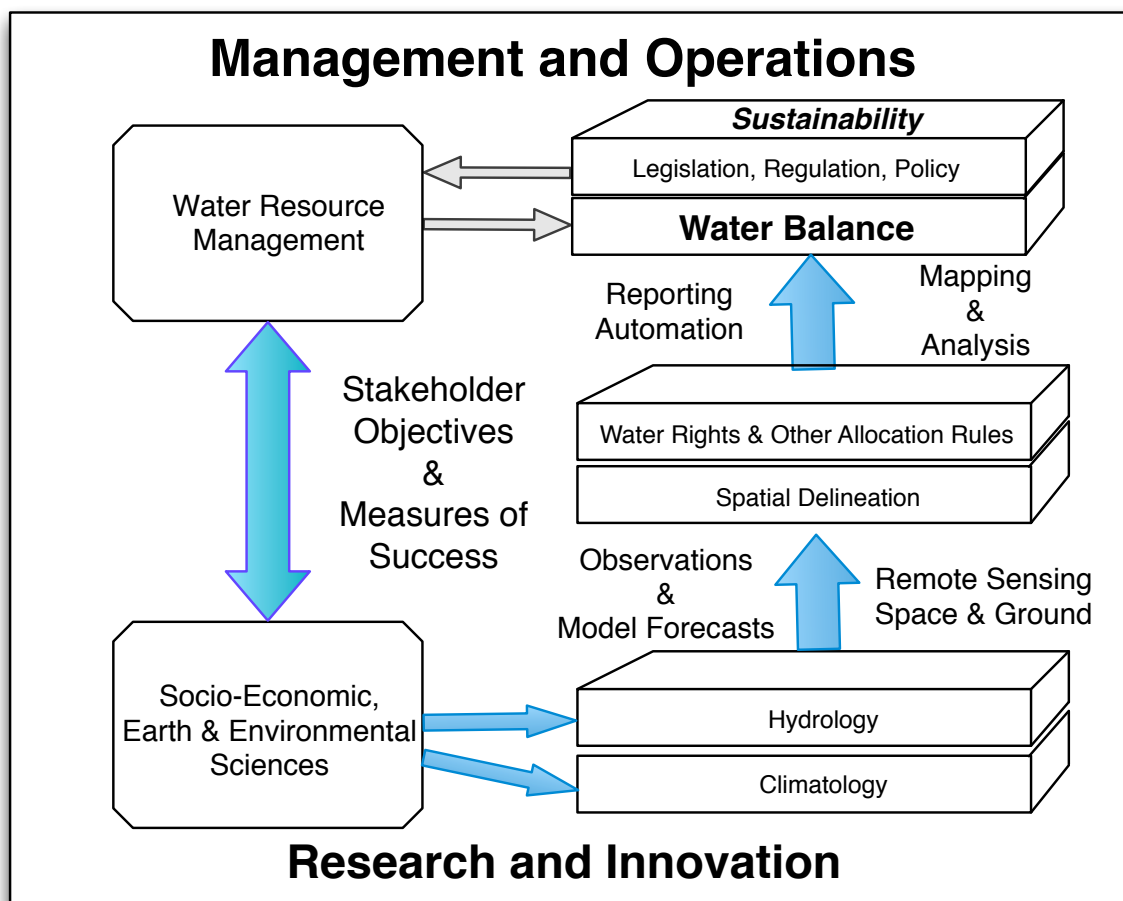 Management and Operations
Sustainability
Legislation, Regulation, Policy
Water Balance
Water Resource
Management
Reporting
Automation
Mapping
&
Analysis
Stakeholder
Objectives
&
Measures of
Success
Water Rights & Other Allocation Rules
Spatial Delineation
Observations
&
Model Forecasts
Remote Sensing
Space & Ground
Socio-Economic,
Earth & Environmental
Sciences
Hydrology
Climatology
Research and Innovation